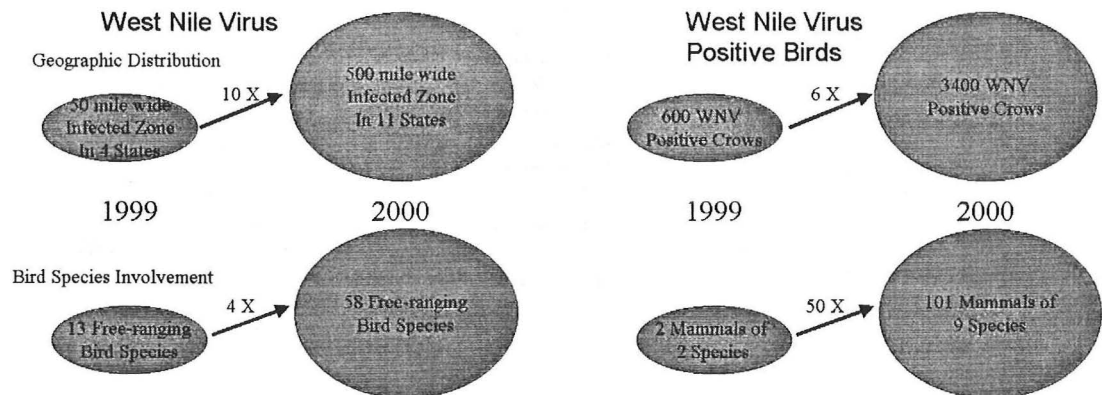 West Nile Virus
Geographic Distribution
50 mile wide
Infected Zone
In 4 States
10 X
500 mile wide
Infected Zone
In 11 States
1999
2000
Bird Species Involvement
13 Free-ranging
Bird Species
4 X
58 Free-ranging
Bird Species
West Nile Virus
Positive Birds
600 WNV
Positive Crows
6 X
3400 WNV
Positive Crows
1999
2000
2 Mammals of
2 Species
50 X
101 Mammals of
9 Species